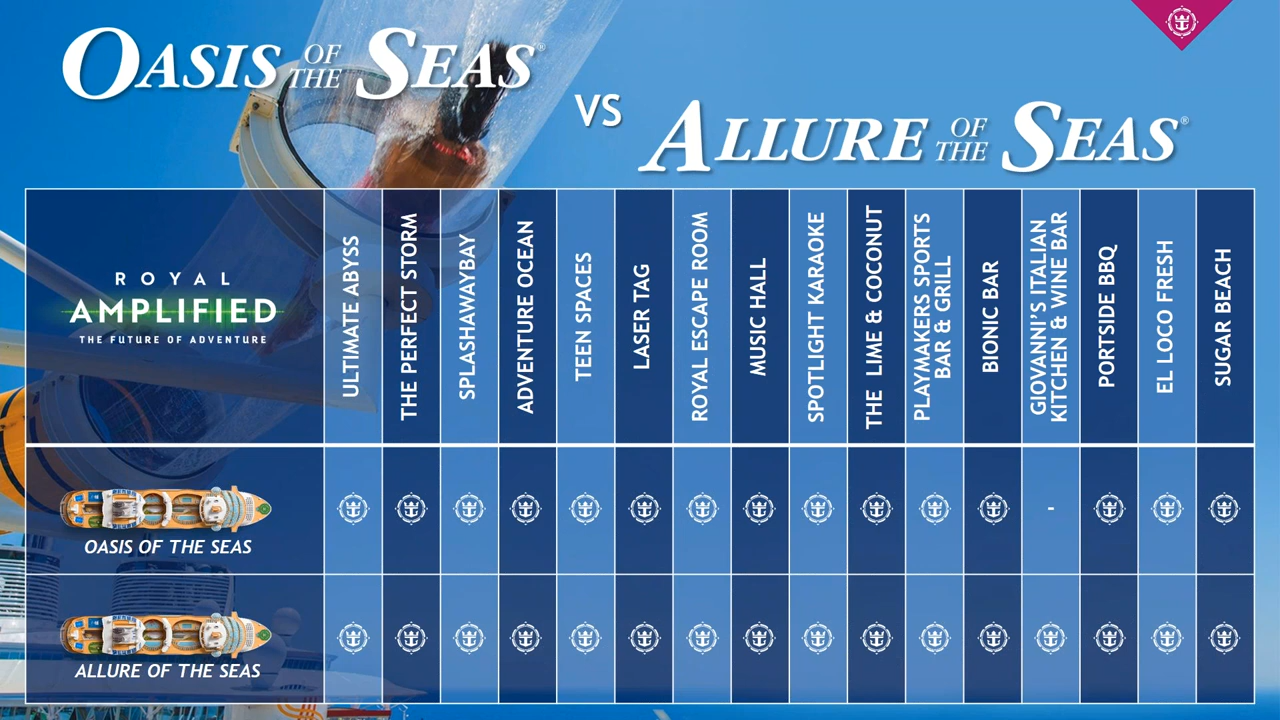 OASIS OF THE SEAS®
VS
ALLURE OF THE SEAS®
ROYAL
AMPLIFIED
THE FUTURE OF ADVENTURE
ULTIMATE ABYSS
THE PERFECT STORM
SPLASHAWAYBAY
ADVENTURE OCEAN
TEEN SPACES
LASER TAG
ROYAL ESCAPE ROOM
MUSIC HALL
SPOTLIGHT KARAOKE
THE LIME & COCONUT
PLAYMAKERS SPORTS
BAR & GRILL
BIONIC BAR
GIOVANNI'S ITALIAN
KITCHEN & WINE BAR
PORTSIDE BBQ
EL LOCO FRESH
SUGAR BEACH
OASIS OF THE SEAS
-
ALLURE OF THE SEAS